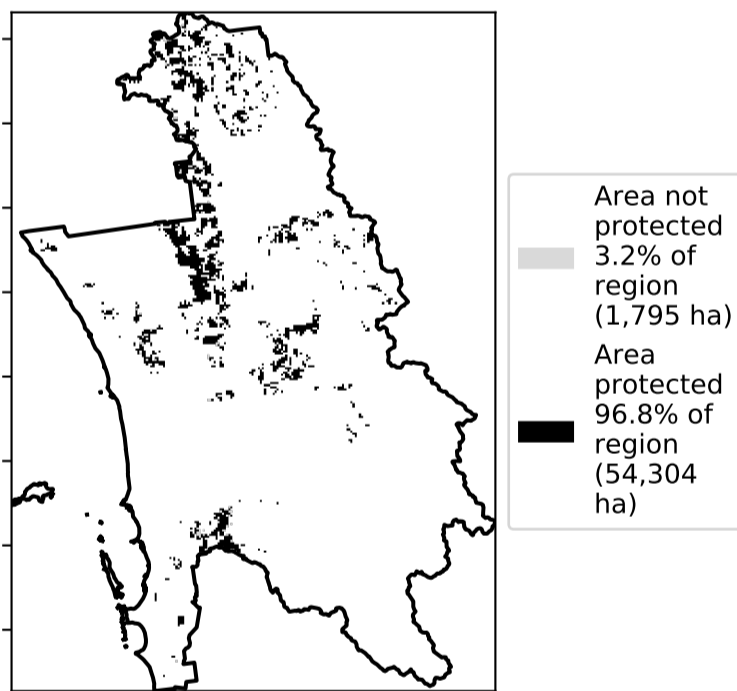 Area not
protected
3.2% of
region
(1,795 ha)
Area
protected
96.8% of
region
(54,304
ha)